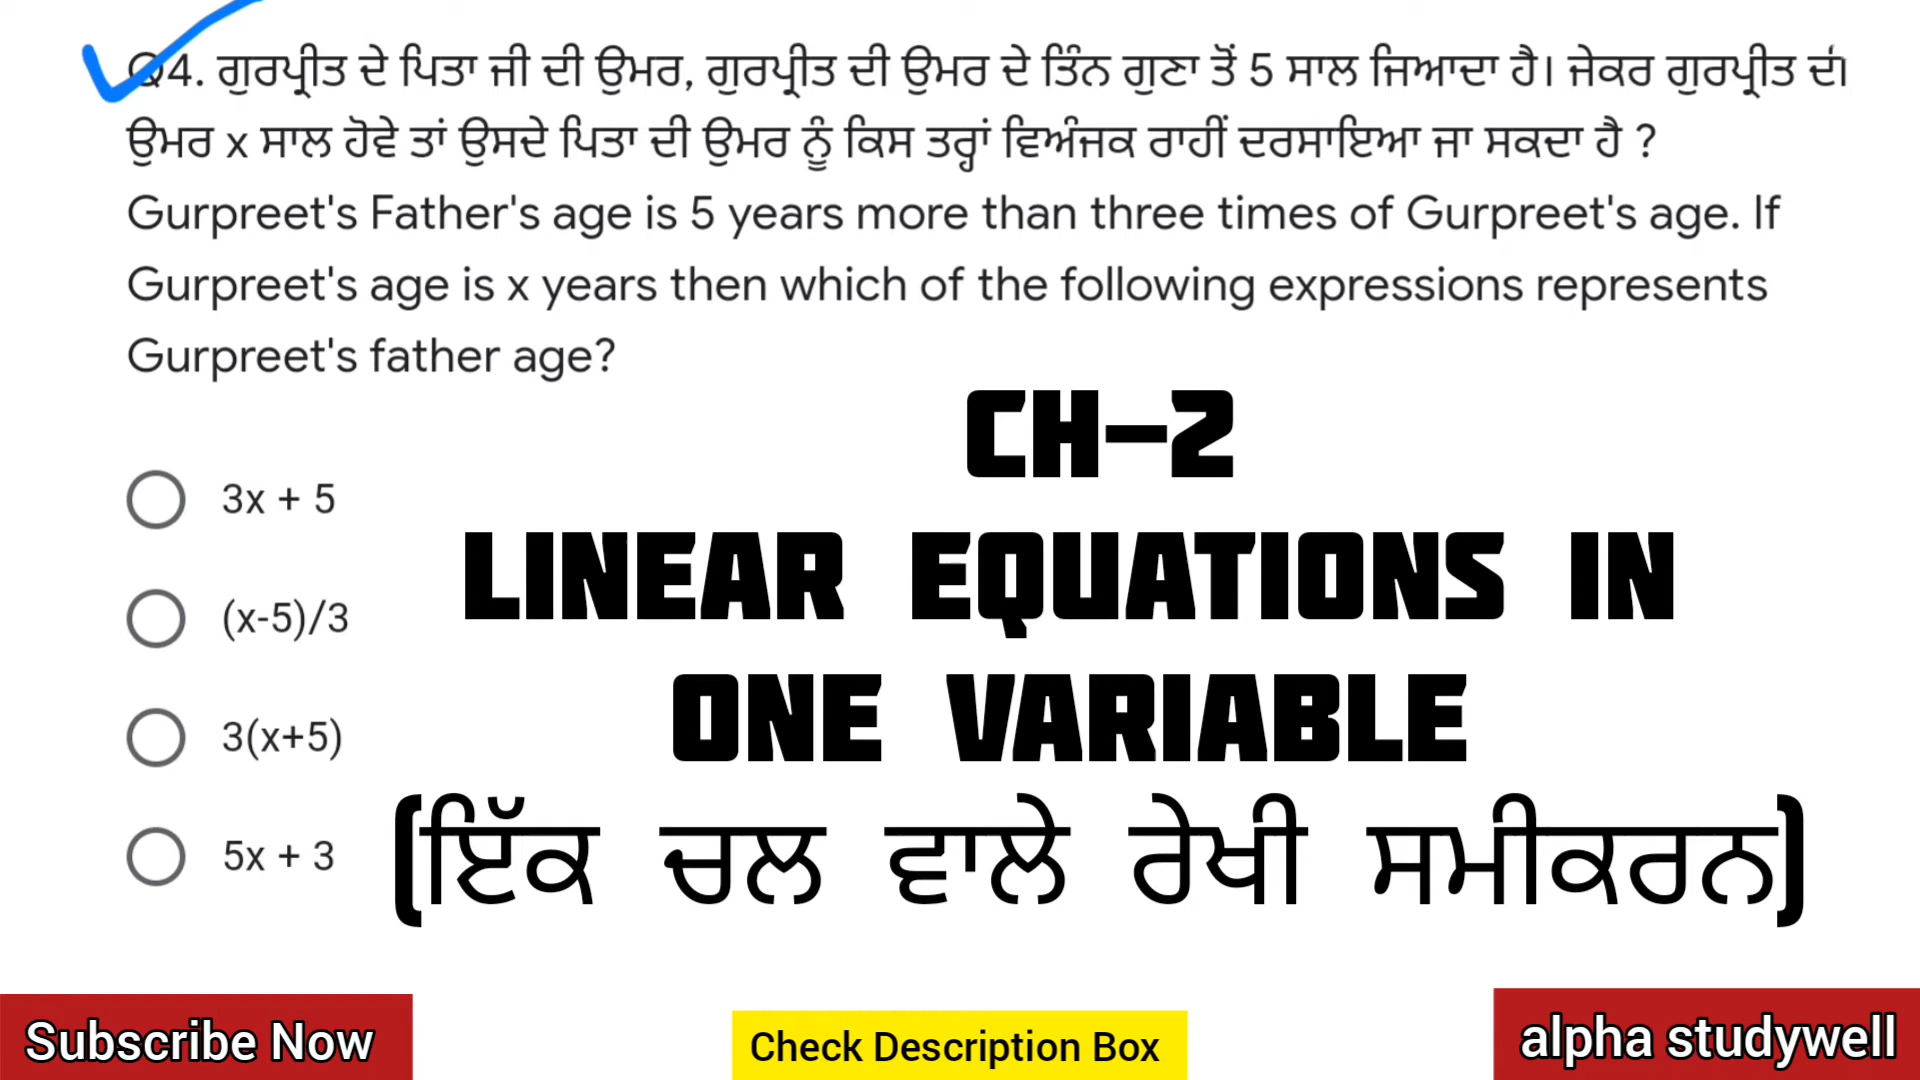 Q4. ਗੁਰਪ੍ਰੀਤ ਦੇ ਪਿਤਾ ਜੀ ਦੀ ਉਮਰ, ਗੁਰਪ੍ਰੀਤ ਦੀ ਉਮਰ ਦੇ ਤਿੰਨ ਗੁਣਾ ਤੋਂ 5 ਸਾਲ ਜਿਆਦਾ ਹੈ। ਜੇਕਰ ਗੁਰਪ੍ਰੀਤ ਦੀ
ਉਮਰ x ਸਾਲ ਹੋਵੇ ਤਾਂ ਉਸਦੇ ਪਿਤਾ ਦੀ ਉਮਰ ਨੂੰ ਕਿਸ ਤਰ੍ਹਾਂ ਵਿਅੰਜਕ ਰਾਹੀਂ ਦਰਸਾਇਆ ਜਾ ਸਕਦਾ ਹੈ ?
Gurpreet's Father's age is 5 years more than three times of Gurpreet's age. If
Gurpreet's age is x years then which of the following expressions represents
Gurpreet's father age?
3x + 5
(x-5)/3
3(x+5)
5x + 3
CH-2
LINEAR EQUATIONS IN
ONE VARIABLE
(ਇੱਕ ਚਲ ਵਾਲੇ ਰੇਖੀ ਸਮੀਕਰਨ)
Subscribe Now
Check Description Box
alpha studywell